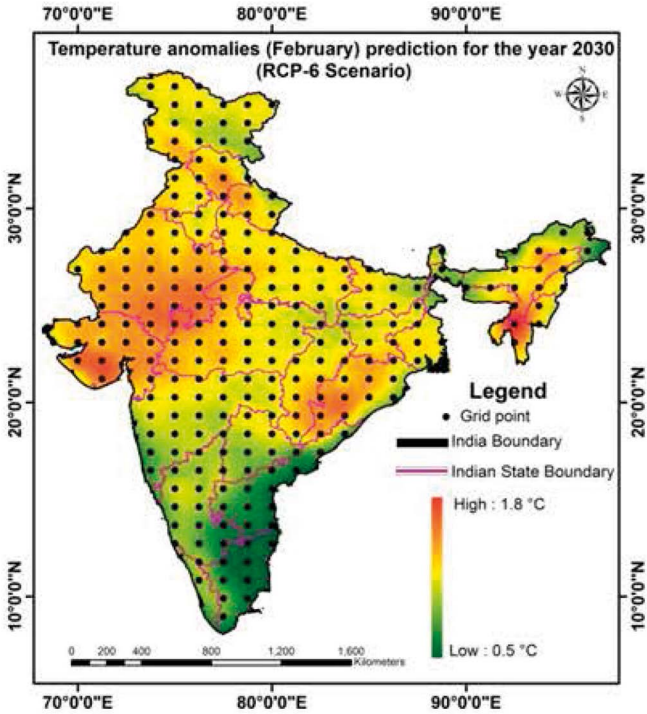 70°0'0"E 80°0'0"E 90°0'0"E
Temperature anomalies (February) prediction for the year 2030
(RCP-6 Scenario)
N
W E
S
30°0'0"N 30°0'0"N
20°0'0"N 20°0'0"N
10°0'0"N 10°0'0"N
Legend
Grid point
India Boundary
Indian State Boundary
High : 1.8 °C
Low : 0.5 °C
0 200 400 800 1,200 1,600
Kilometers
70°0'0"E 80°0'0"E 90°0'0"E